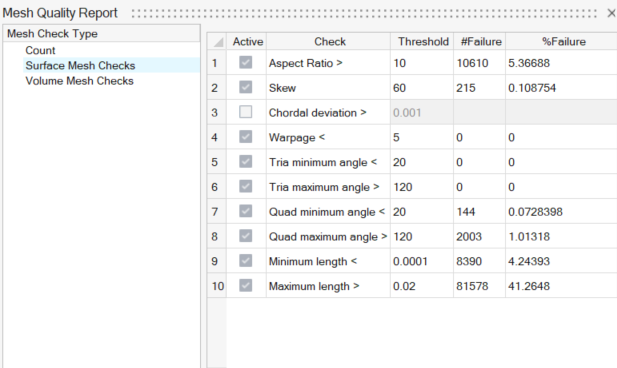 Mesh Quality Report
Mesh Check Type
Count
Surface Mesh Checks
Volume Mesh Checks
Active Check Threshold #Failure %Failure
1 Aspect Ratio > 10 10610 5.36688
2 Skew 60 215 0.108754
3 Chordal deviation > 0.001
4 Warpage < 5 0 0
5 Tria minimum angle < 20 0 0
6 Tria maximum angle > 120 0 0
7 Quad minimum angle < 20 144 0.0728398
8 Quad maximum angle > 120 2003 1.01318
9 Minimum length < 0.0001 8390 4.24393
10 Maximum length > 0.02 81578 41.2648